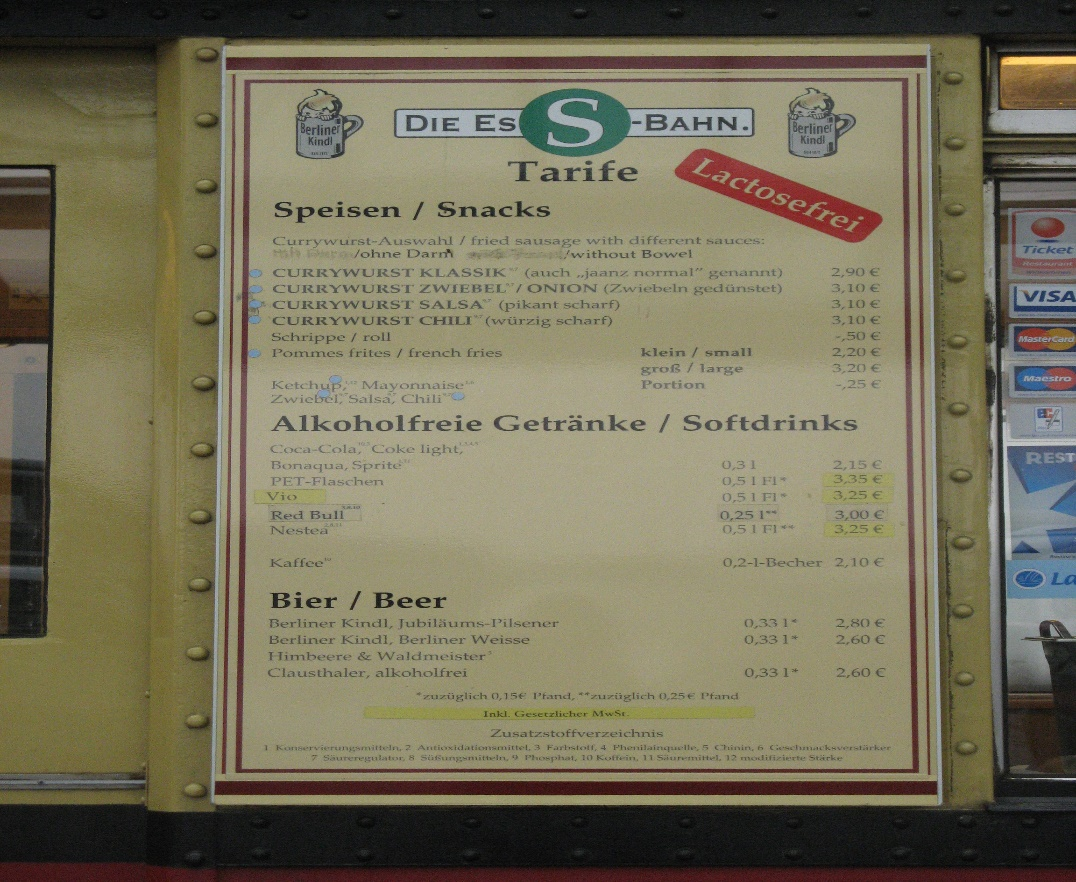 Berliner Kindl
DIE ES S -BAHN.
Berliner Kindl
Tarife
Lactosefrei
Speisen / Snacks
Currywurst-Auswahl / fried sausage with different sauces:
/ohne Darm /without Bowel
CURRYWURST KLASSIK (auch „jaanz normal" genannt) 2,90 €
CURRYWURST ZWIEBEL / ONION (Zwiebeln gedünstet) 3,10 €
CURRYWURST SALSA (pikant scharf) 3,10 €
CURRYWURST CHILI (würzig scharf) 3,10 €
Schrippe / roll -,50 €
Pommes frites / french fries klein / small 2,20 €
groß / large 3,20 €
Ketchup, Mayonnaise Portion -,25 €
Zwiebel, Salsa, Chili
Alkoholfreie Getränke / Softdrinks
Coca-Cola, Coke light,
Bonaqua, Sprite 0,3 l 2,15 €
PET-Flaschen 0,5 l Fl* 3,35 €
Vio 0,5 l Fl* 3,25 €
Red Bull 0,25 l** 3,00 €
Nestea 0,5 l Fl** 3,25 €
Kaffee 0,2-l-Becher 2,10 €
Bier / Beer
Berliner Kindl, Jubiläums-Pilsener 0,33 l* 2,80 €
Berliner Kindl, Berliner Weisse 0,33 l* 2,60 €
Himbeere & Waldmeister
Clausthaler, alkoholfrei 0,33 l* 2,60 €
*zuzüglich 0,15€ Pfand, **zuzüglich 0,25€ Pfand
Inkl. Gesetzlicher MwSt.
Zusatzstoffverzeichnis
1 Konservierungsmitteln, 2 Antioxidationsmittel, 3 Farbstoff, 4 Phenilainquelle, 5 Chinin, 6 Geschmacksverstärker
7 Säureregulator, 8 Süßungsmitteln, 9 Phosphat, 10 Koffein, 11 Säuremittel, 12 modifizierte Stärke
Ticket
Restaurant
VISA
MasterCard
Maestro
REST
La